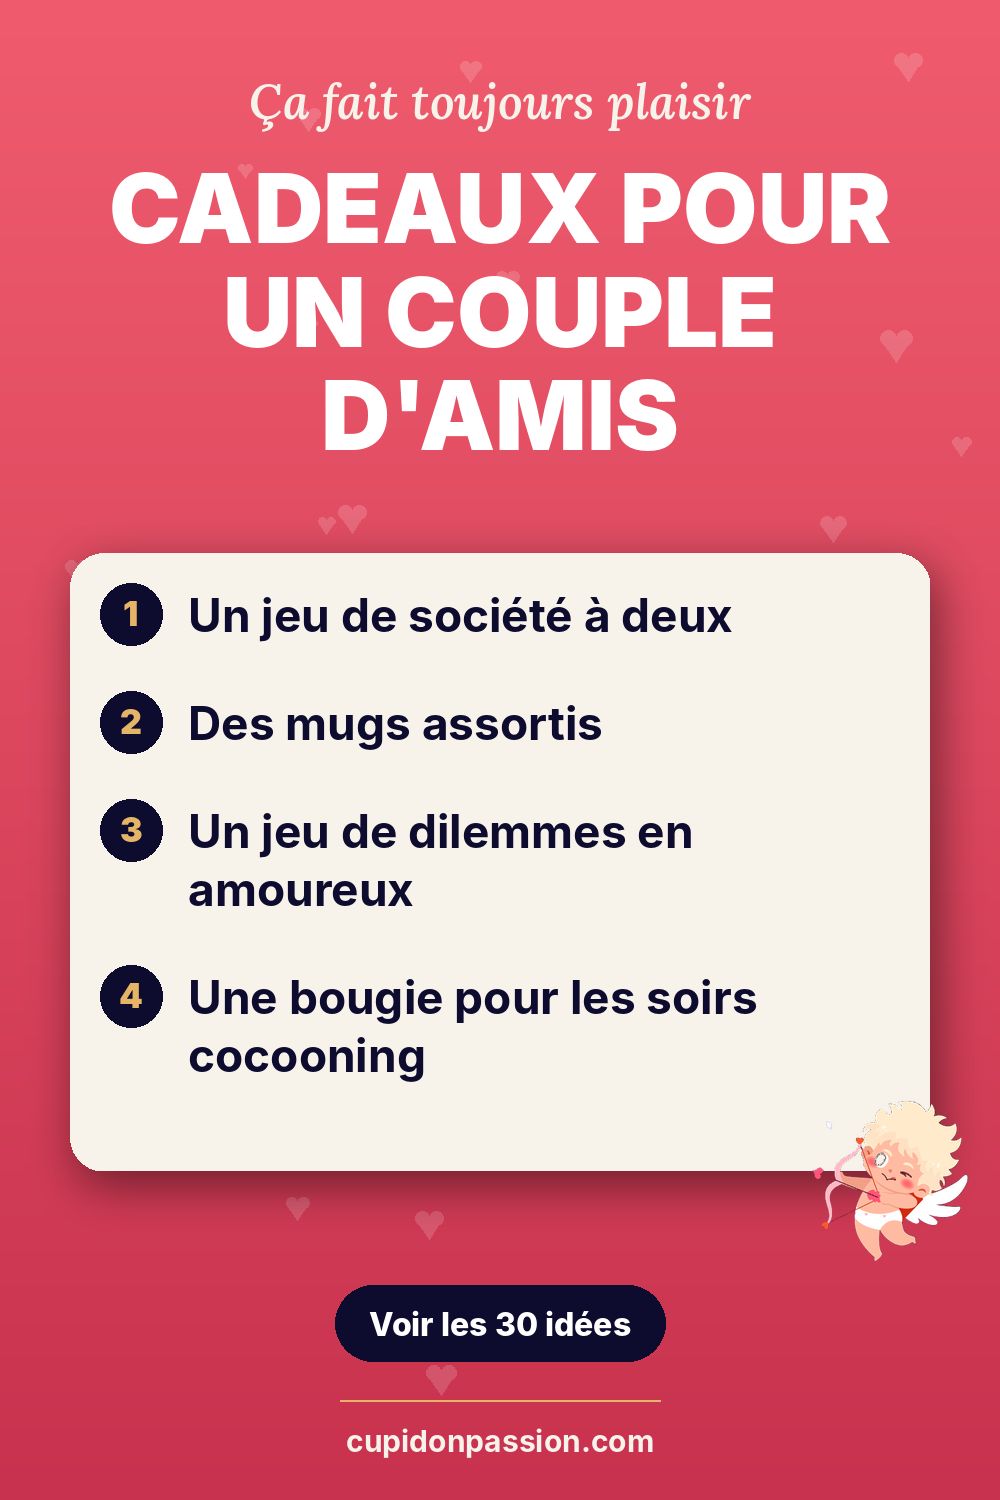 Ça fait toujours plaisir
CADEAUX POUR
UN COUPLE
D'AMIS
1 Un jeu de société à deux
2 Des mugs assortis
3 Un jeu de dilemmes en
amoureux
4 Une bougie pour les soirs
cocooning
Voir les 30 idées
cupidonpassion.com